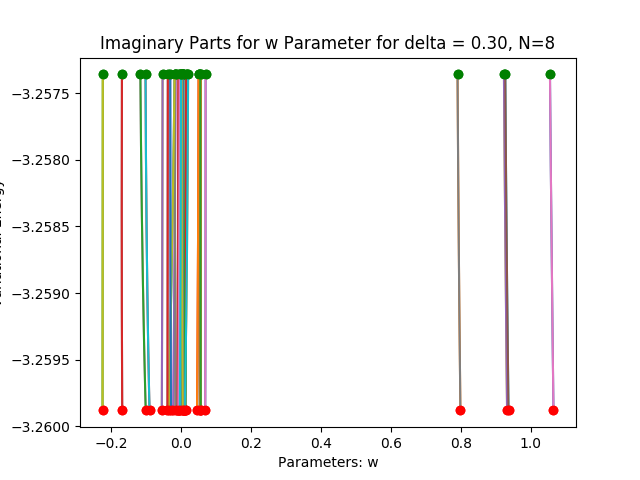 Imaginary Parts for w Parameter for delta = 0.30, N=8
−3.2575
−3.2580
−3.2585
−3.2590
−3.2595
−3.2600
−0.2 0.0 0.2 0.4 0.6 0.8 1.0
Parameters: w